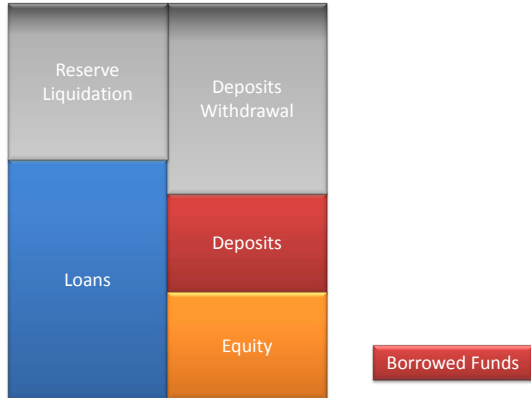 Reserve
Liquidation
Deposits
Withdrawal
Deposits
Loans
Equity
Borrowed Funds